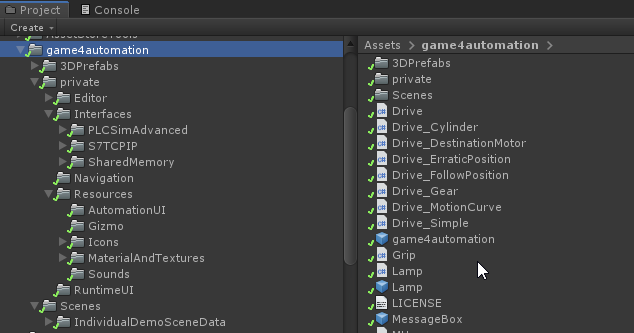 Project
Console
Create
AssetStoreTools
game4automation
3DPrefabs
private
Editor
Interfaces
PLCSimAdvanced
S7TCPIP
SharedMemory
Navigation
Resources
AutomationUI
Gizmo
Icons
MaterialAndTextures
Sounds
RuntimeUI
Scenes
IndividualDemoSceneData
Assets > game4automation >
3DPrefabs
private
Scenes
Drive
Drive_Cylinder
Drive_DestinationMotor
Drive_ErraticPosition
Drive_FollowPosition
Drive_Gear
Drive_MotionCurve
Drive_Simple
game4automation
Grip
Lamp
Lamp
LICENSE
MessageBox